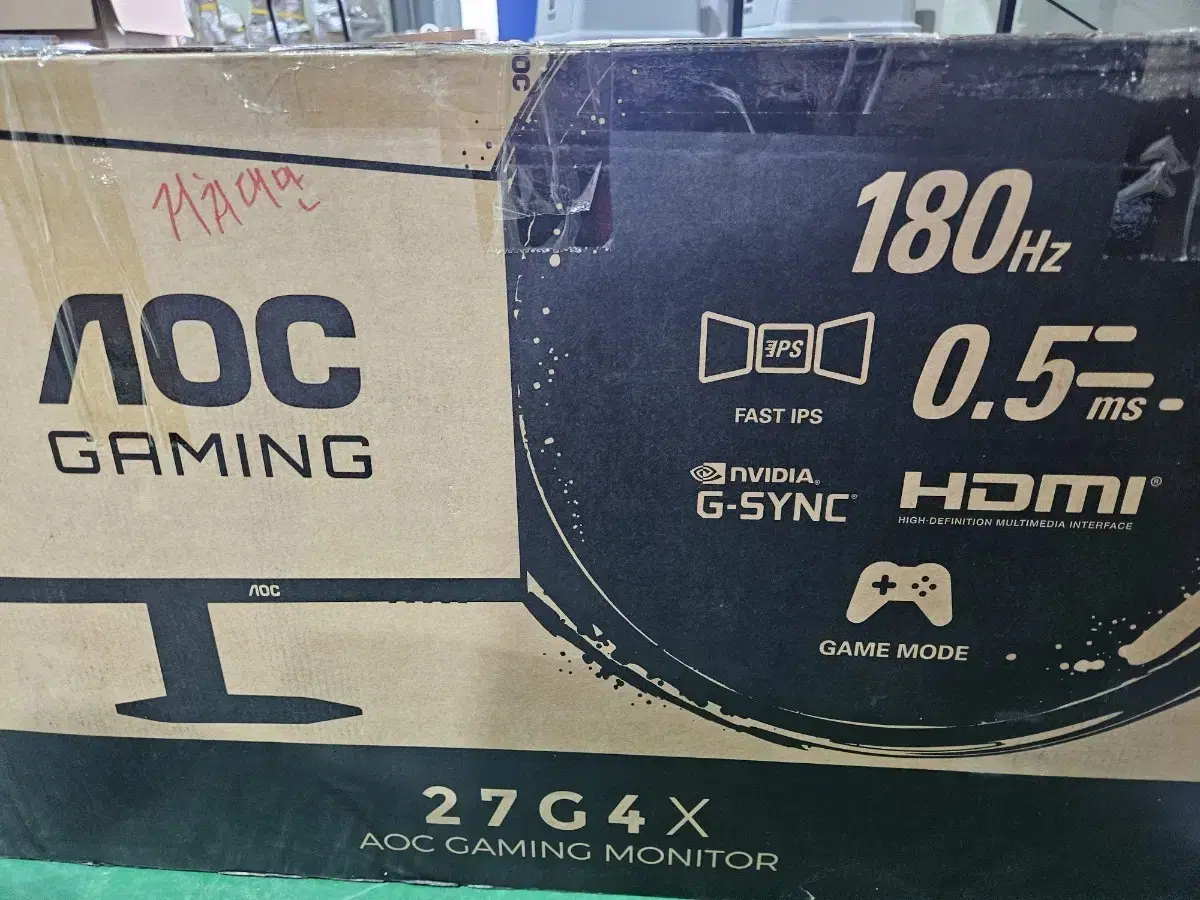 OC
180Hz
AOC
GAMING
IPS
FAST IPS
0.5ms
NVIDIA®
G-SYNC®
HDMI®
HIGH-DEFINITION MULTIMEDIA INTERFACE
AOC
GAME MODE
27G4X
AOC GAMING MONITOR